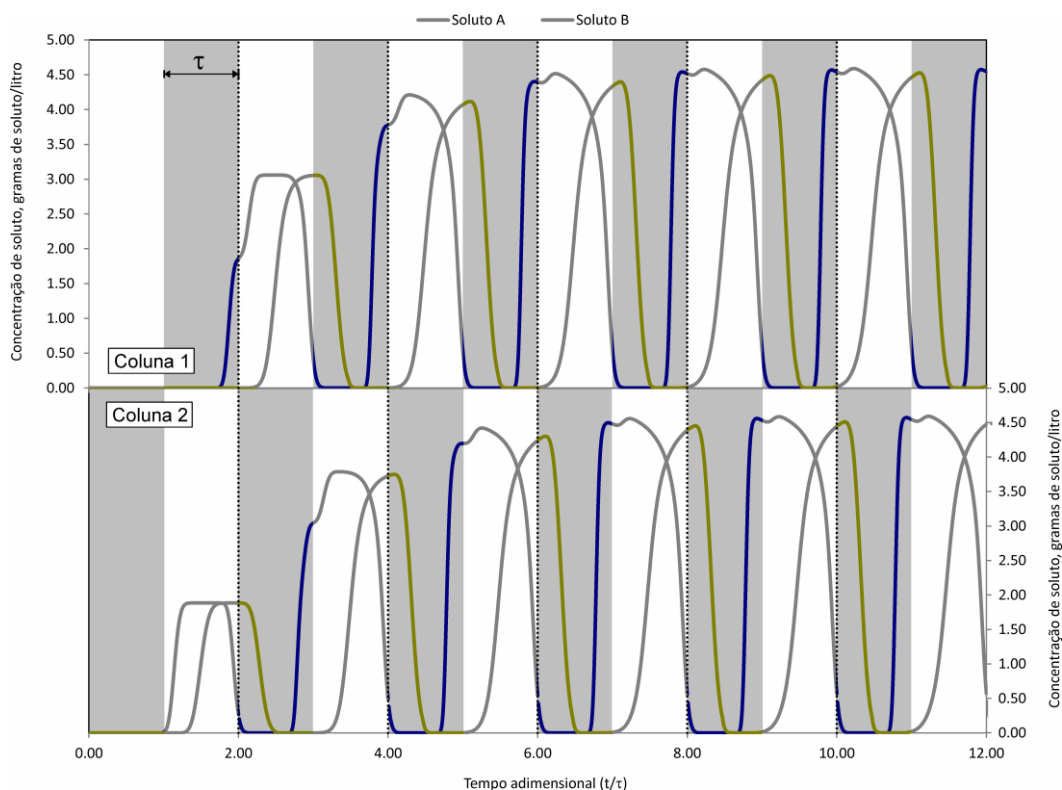 Soluto A Soluto B
5.00
4.50
4.00
3.50
3.00
2.50
2.00
1.50
1.00
0.50
0.00
Concentração de soluto, gramas de soluto/litro
τ
Coluna 1
Coluna 2
5.00
4.50
4.00
3.50
3.00
2.50
2.00
1.50
1.00
0.50
0.00
Concentração de soluto, gramas de soluto/litro
0.00 2.00 4.00 6.00 8.00 10.00 12.00
Tempo adimensional (t/τ)